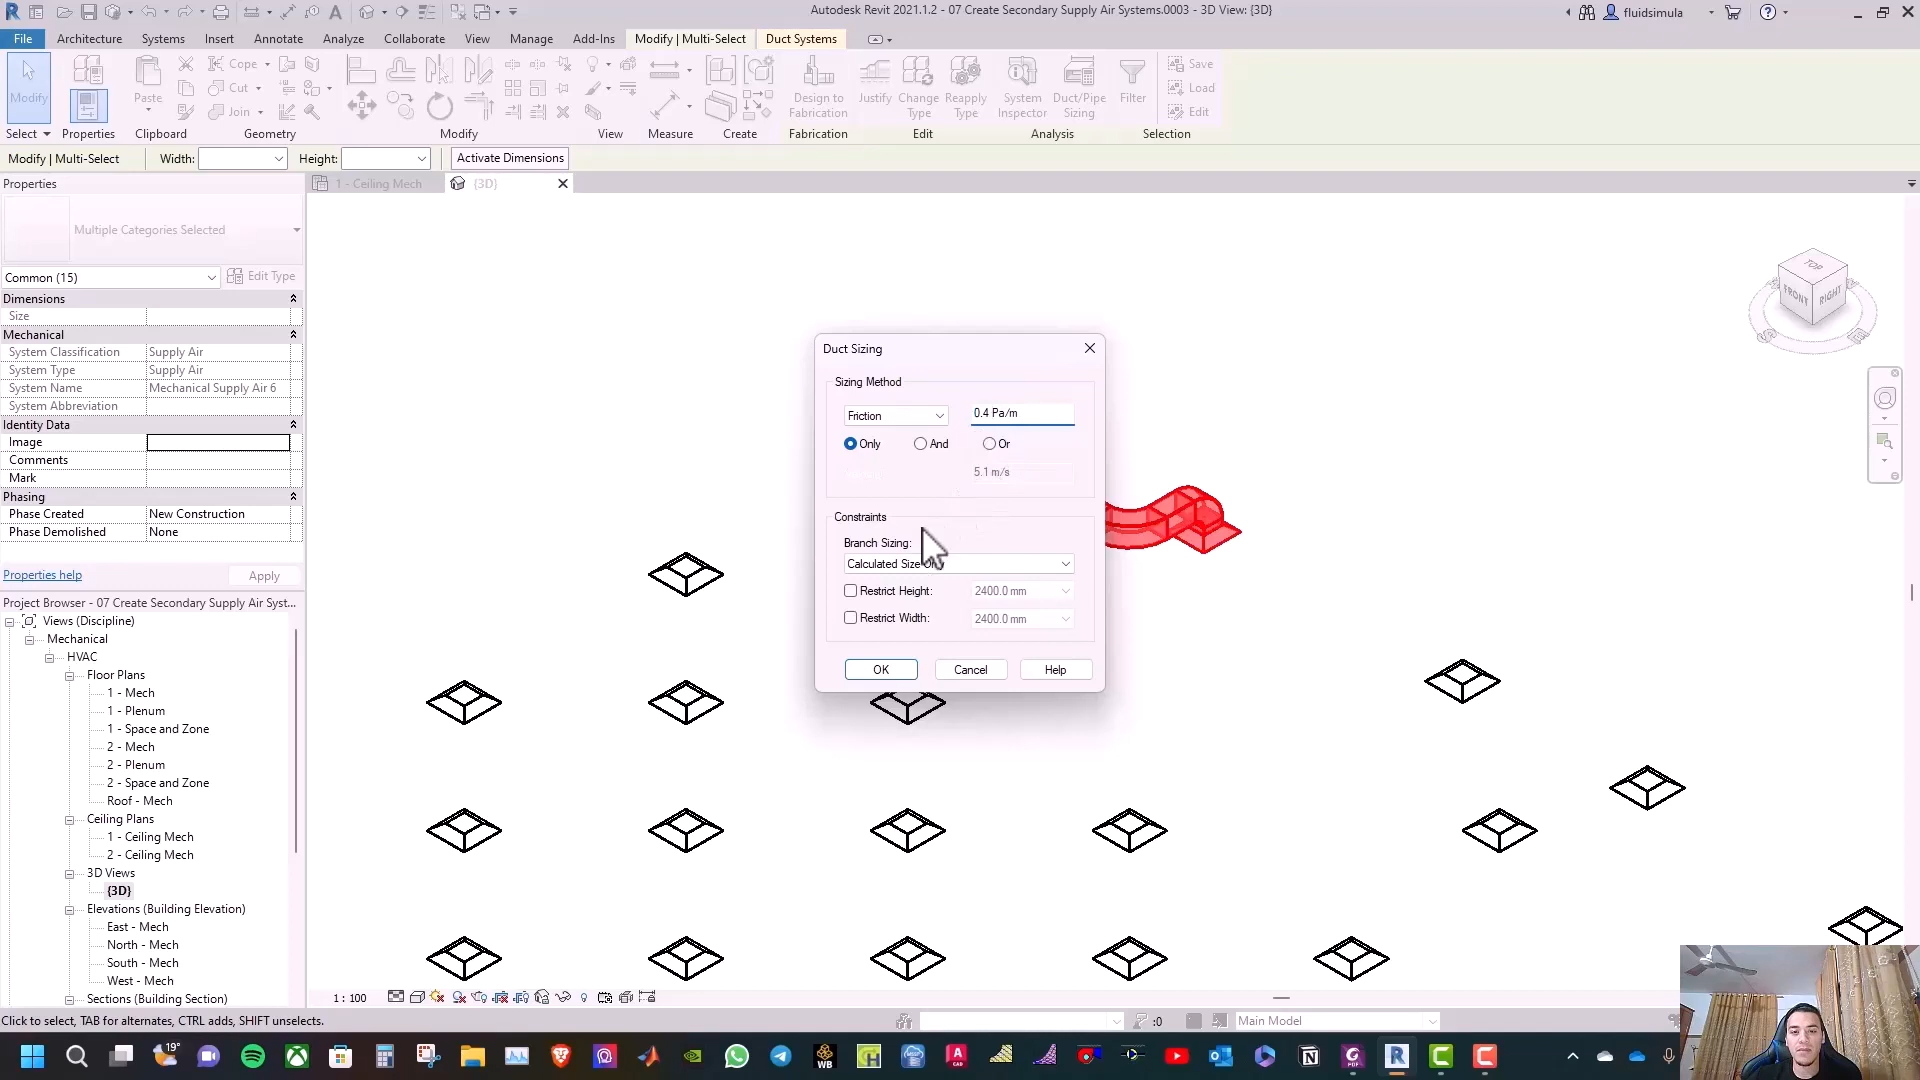 Autodesk Revit 2021.1.2 - 07 Create Secondary Supply Air Systems.0003 - 3D View: {3D}
fluidsimula
File Architecture Systems Insert Annotate Analyze Collaborate View Manage Add-Ins Modify | Multi-Select Duct Systems
Modify
Paste
Cope
Cut
Join
Design to Fabrication
Justify
Change Type
Reapply Type
System Inspector
Duct/Pipe Sizing
Filter
Save
Load
Edit
Select Properties Clipboard Geometry Modify View Measure Create Fabrication Edit Analysis Selection
Modify | Multi-Select Width: Height: Activate Dimensions
Properties
1 - Ceiling Mech
{3D}
Multiple Categories Selected
Common (15) Edit Type
Dimensions
Size
Mechanical
System Classification Supply Air
System Type Supply Air
System Name Mechanical Supply Air 6
System Abbreviation
Identity Data
Image
Comments
Mark
Phasing
Phase Created New Construction
Phase Demolished None
Properties help Apply
Project Browser - 07 Create Secondary Supply Air Syst...
Views (Discipline)
Mechanical
HVAC
Floor Plans
1 - Mech
1 - Plenum
1 - Space and Zone
2 - Mech
2 - Plenum
2 - Space and Zone
Roof - Mech
Ceiling Plans
1 - Ceiling Mech
2 - Ceiling Mech
3D Views
{3D}
Elevations (Building Elevation)
East - Mech
North - Mech
South - Mech
West - Mech
Sections (Building Section)
Duct Sizing
Sizing Method
Friction 0.4 Pa/m
Only And Or
5.1 m/s
Constraints
Branch Sizing:
Calculated Size
Restrict Height: 2400.0 mm
Restrict Width: 2400.0 mm
OK Cancel Help
TOP
FRONT
RIGHT
S
E
1 : 100
Click to select, TAB for alternates, CTRL adds, SHIFT unselects.
:0
Main Model
19°
WB